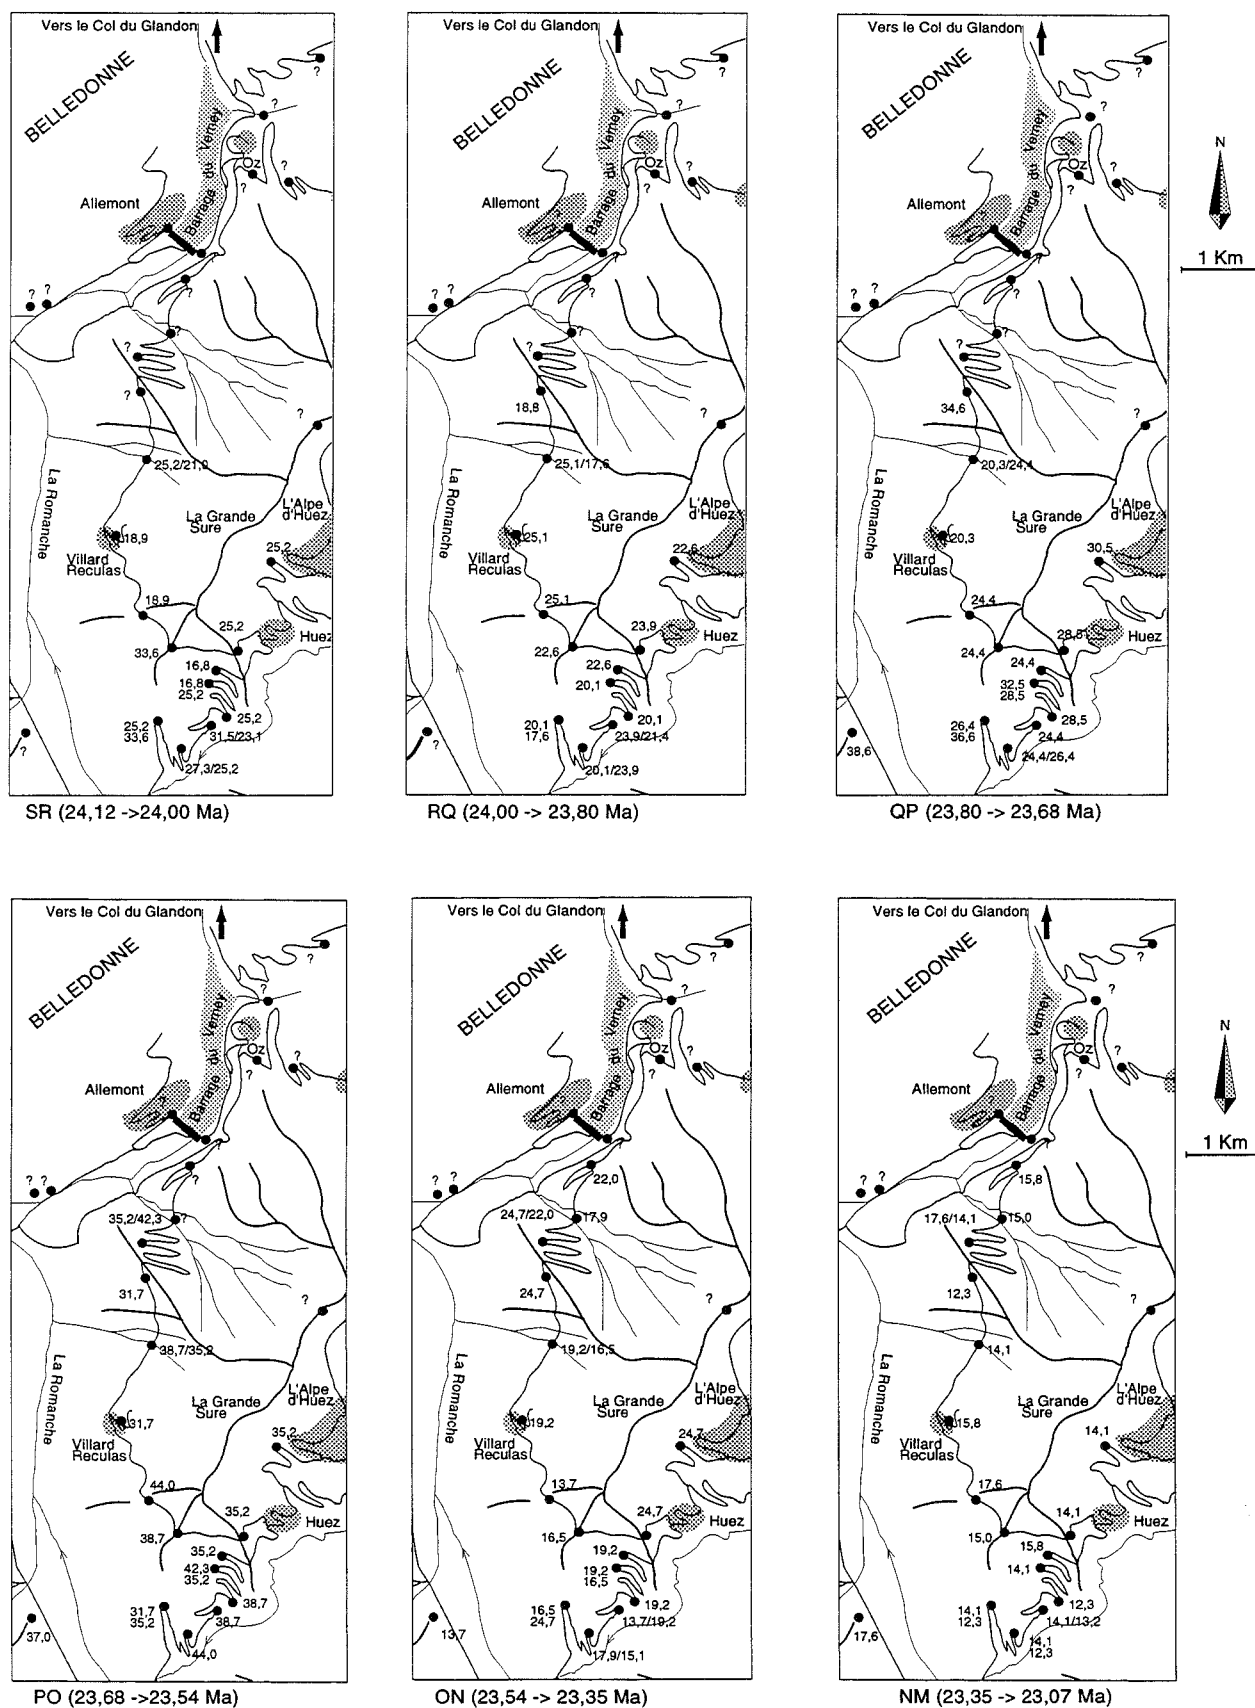 Vers le Col du Glandon
BELLEDONNE
?
?
Barrage du Verney
Oz
?
?
Allemont
?
? ?
?
?
?
?
?
25,2/21,0
La Romanche
La Grande
Sure
L'Alpe
d'Huez
18,9
Villard
Reculas
25,2
18,9
25,2
Huez
33,6
16,8
16,8
25,2
25,2
33,6
25,2
31,5/23,1
?
27,3/25,2
SR (24,12 ->24,00 Ma)
Vers le Col du Glandon
BELLEDONNE
?
?
Barrage du Verney
Oz
?
?
Allemont
?
? ?
?
?
?
18,8
?
25,1/17,6
La Romanche
La Grande
Sure
L'Alpe
d'Huez
25,1
Villard
Reculas
22,6
25,1
23,9
Huez
22,6
22,6
20,1
20,1
17,6
20,1
23,9/21,4
?
20,1/23,9
RQ (24,00 -> 23,80 Ma)
Vers le Col du Glandon
BELLEDONNE
?
?
Barrage du Verney
Oz
?
?
Allemont
?
? ?
?
?
?
34,6
?
20,3/24,4
La Romanche
La Grande
Sure
L'Alpe
d'Huez
20,3
Villard
Reculas
30,5
24,4
28,5
Huez
24,4
24,4
32,5
28,5
26,4
36,6
28,5
24,4
38,6
24,4/26,4
QP (23,80 -> 23,68 Ma)
N
1 Km
Vers le Col du Glandon
BELLEDONNE
?
?
Barrage du Verney
Oz
?
?
Allemont
?
? ?
?
35,2/42,3
?
31,7
?
38,7/35,2
La Romanche
La Grande
Sure
L'Alpe
d'Huez
31,7
Villard
Reculas
35,2
44,0
35,2
Huez
38,7
35,2
42,3
35,2
31,7
35,2
38,7
38,7
37,0
44,0
PO (23,68 ->23,54 Ma)
Vers le Col du Glandon
BELLEDONNE
?
?
Barrage du Verney
Oz
?
?
Allemont
?
? ?
22,0
24,7/22,0
17,9
24,7
?
19,2/16,5
La Romanche
La Grande
Sure
L'Alpe
d'Huez
19,2
Villard
Reculas
24,7
13,7
24,7
Huez
16,5
19,2
19,2
16,5
16,5
24,7
19,2
13,7/19,2
13,7
17,9/15,1
ON (23,54 -> 23,35 Ma)
Vers le Col du Glandon
BELLEDONNE
?
?
Barrage du Verney
Oz
?
?
Allemont
?
? ?
15,8
17,6/14,1
15,0
12,3
?
14,1
La Romanche
La Grande
Sure
L'Alpe
d'Huez
15,8
Villard
Reculas
14,1
17,6
14,1
Huez
15,0
15,8
14,1
14,1
12,3
12,3
14,1/13,2
17,6
14,1
12,3
NM (23,35 -> 23,07 Ma)
N
1 Km